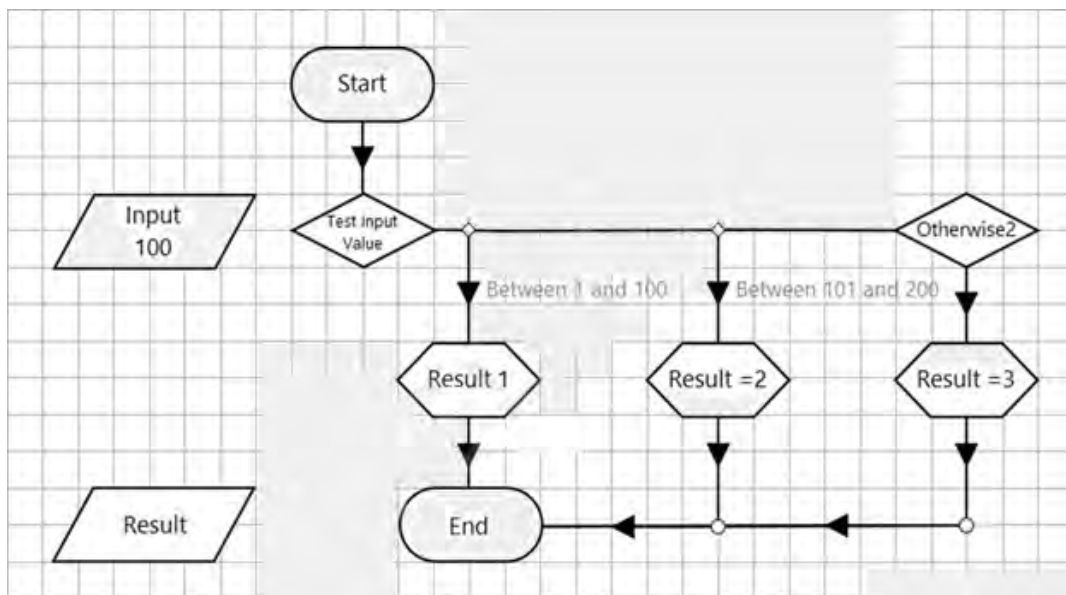 Start
Input
100
Test Input
Value
Otherwise2
Between 1 and 100
Between 101 and 200
Result 1
Result =2
Result =3
Result
End